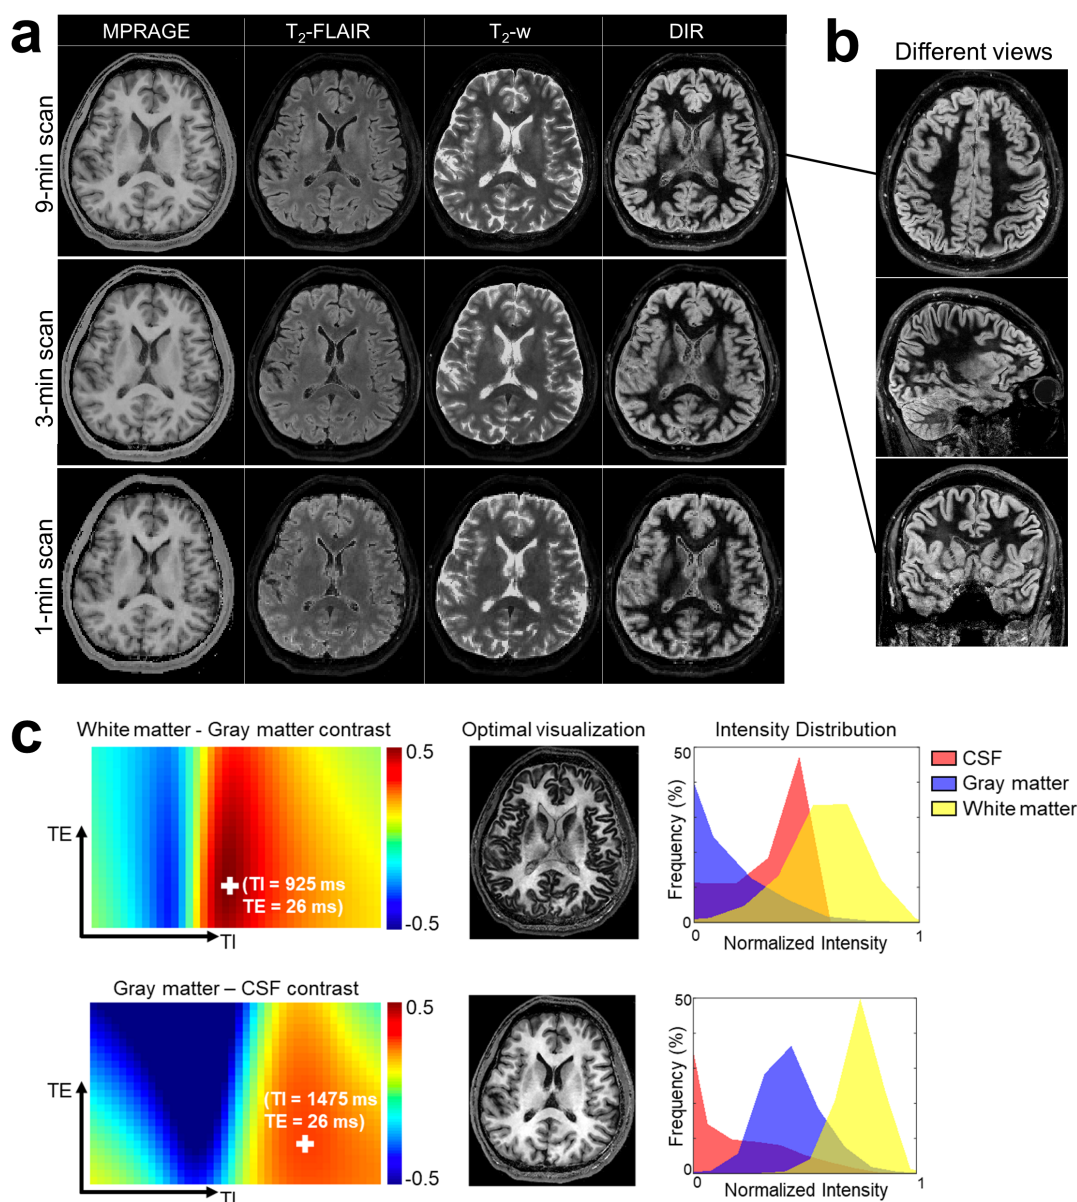 a
MPRAGE
T2-FLAIR
T2-w
DIR
9-min scan
3-min scan
1-min scan
b
Different views
c
White matter - Gray matter contrast
0.5
-0.5
TE
TI
(TI = 925 ms
TE = 26 ms)
Optimal visualization
Intensity Distribution
50
Frequency (%)
0
0
1
Normalized Intensity
CSF
Gray matter
White matter
Gray matter – CSF contrast
0.5
-0.5
TE
TI
(TI = 1475 ms
TE = 26 ms)
50
Frequency (%)
0
0
1
Normalized Intensity